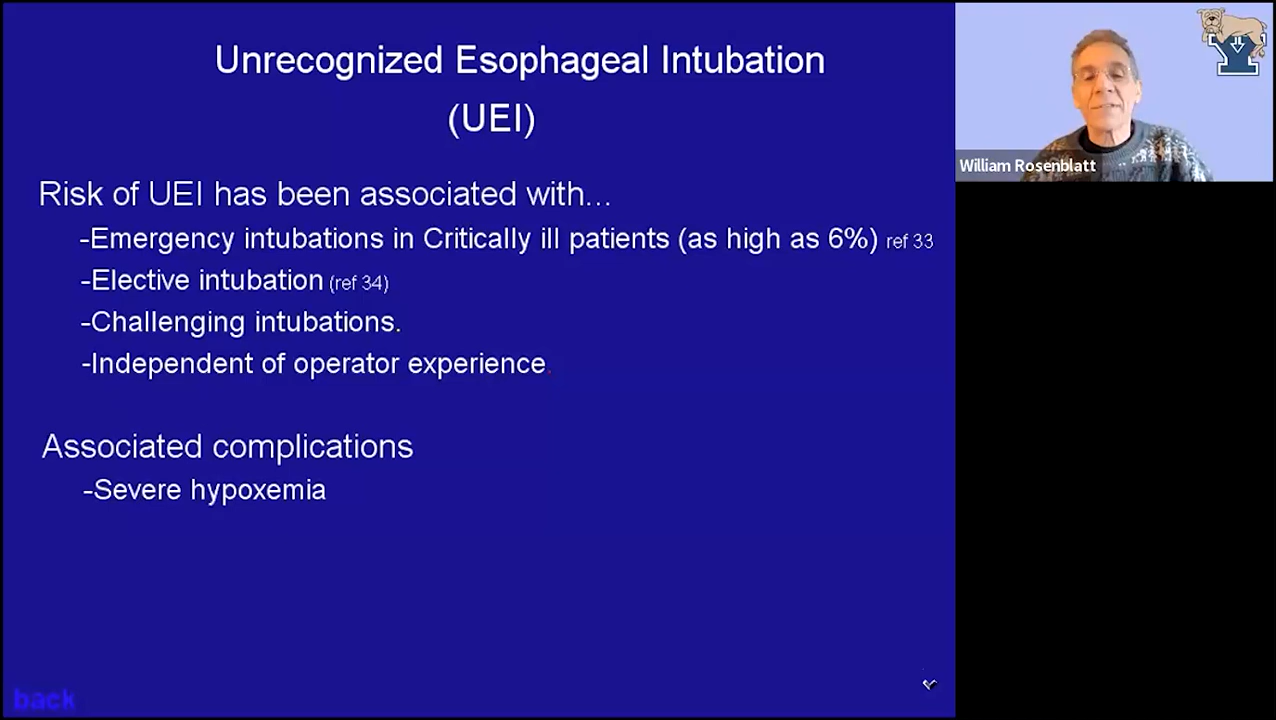 Unrecognized Esophageal Intubation
(UEI)
Risk of UEI has been associated with...
-Emergency intubations in Critically ill patients (as high as 6%) ref 33
-Elective intubation (ref 34)
-Challenging intubations.
-Independent of operator experience.
Associated complications
-Severe hypoxemia
back
William Rosenblatt
Y